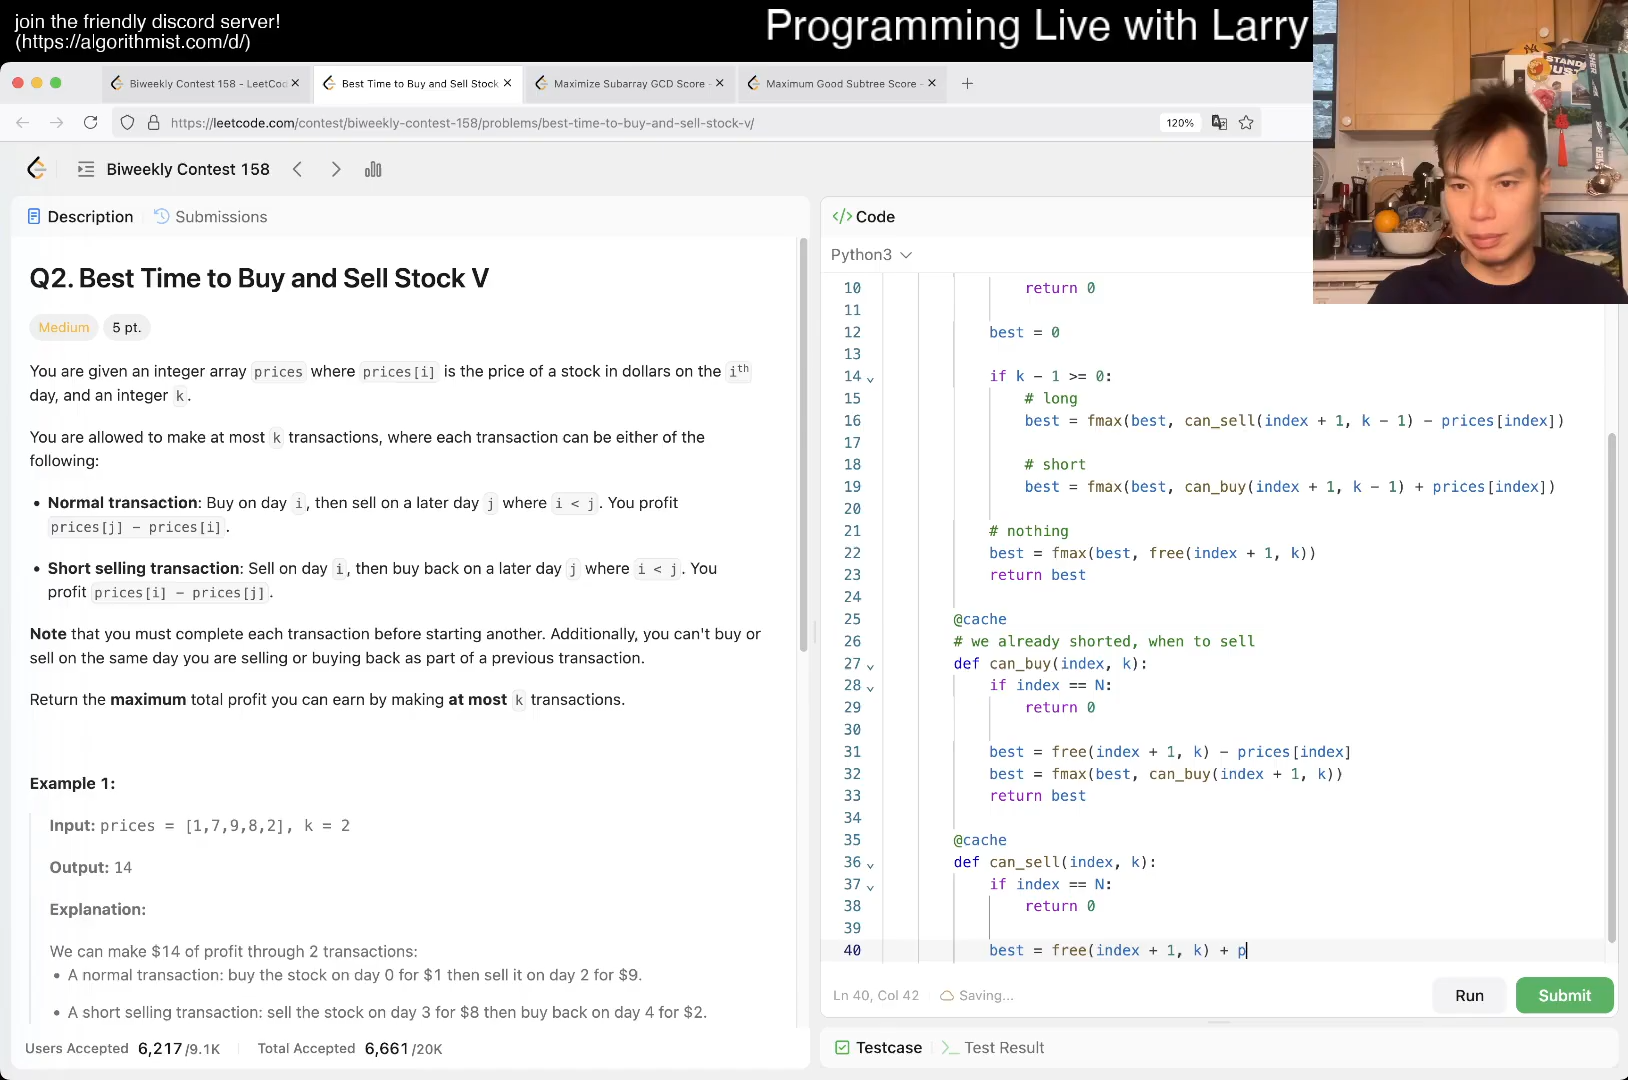 join the friendly discord server!
(https://algorithmist.com/d/)
Programming Live with Larry
Biweekly Contest 158 - LeetCo
Best Time to Buy and Sell Stock
Maximize Subarray GCD Score -
Maximum Good Subtree Score -
https://leetcode.com/contest/biweekly-contest-158/problems/best-time-to-buy-and-sell-stock-v/
120%
Biweekly Contest 158
Description
Submissions
Q2. Best Time to Buy and Sell Stock V
Medium
5 pt.
You are given an integer array prices where prices[i] is the price of a stock in dollars on the ith
day, and an integer k.
You are allowed to make at most k transactions, where each transaction can be either of the
following:
• Normal transaction: Buy on day i, then sell on a later day j where i < j. You profit
prices[j] - prices[i].
• Short selling transaction: Sell on day i, then buy back on a later day j where i < j. You
profit prices[i] - prices[j].
Note that you must complete each transaction before starting another. Additionally, you can't buy or
sell on the same day you are selling or buying back as part of a previous transaction.
Return the maximum total profit you can earn by making at most k transactions.
Example 1:
Input: prices = [1,7,9,8,2], k = 2
Output: 14
Explanation:
We can make $14 of profit through 2 transactions:
• A normal transaction: buy the stock on day 0 for $1 then sell it on day 2 for $9.
• A short selling transaction: sell the stock on day 3 for $8 then buy back on day 4 for $2.
Users Accepted 6,217/9.1K
Total Accepted 6,661/20K
</> Code
Python3
10 return 0
11
12 best = 0
13
14 if k - 1 >= 0:
15 # long
16 best = fmax(best, can_sell(index + 1, k - 1) - prices[index])
17
18 # short
19 best = fmax(best, can_buy(index + 1, k - 1) + prices[index])
20
21 # nothing
22 best = fmax(best, free(index + 1, k))
23 return best
24
25 @cache
26 # we already shorted, when to sell
27 def can_buy(index, k):
28 if index == N:
29 return 0
30
31 best = free(index + 1, k) - prices[index]
32 best = fmax(best, can_buy(index + 1, k))
33 return best
34
35 @cache
36 def can_sell(index, k):
37 if index == N:
38 return 0
39
40 best = free(index + 1, k) + p
Ln 40, Col 42
Saving...
Run
Submit
Testcase
Test Result